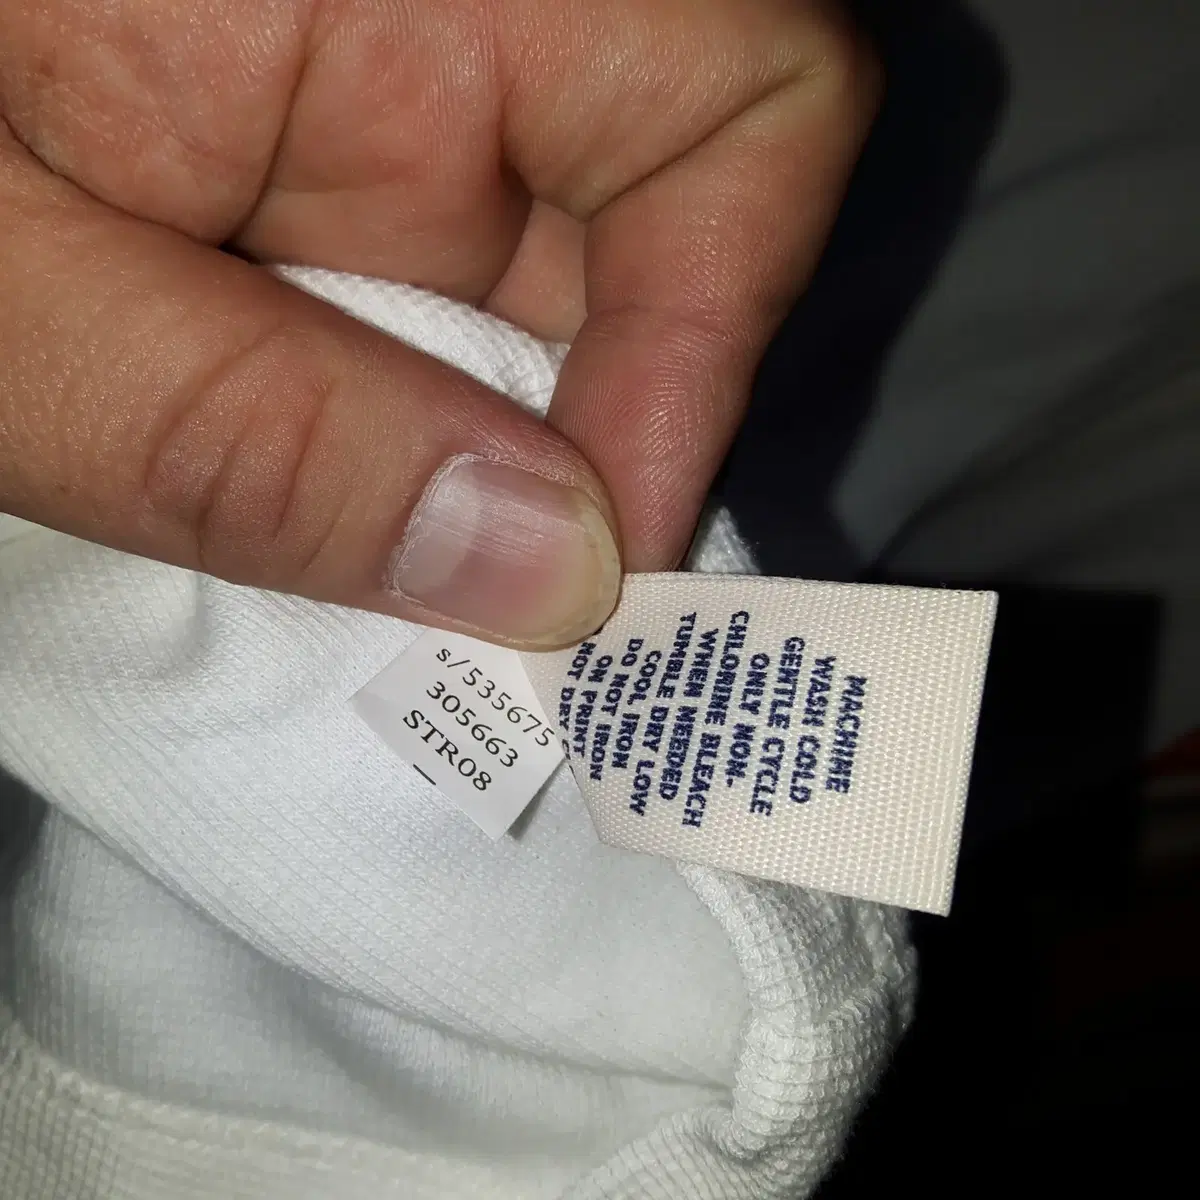 MACHINE
WASH COLD
GENTLE CYCLE
ONLY NON-
CHLORINE BLEACH
WHEN NEEDED
TUMBLE DRY LOW
COOL IRON
DO NOT IRON
ON PRINT
NOT DRY
s/535675
305663
STR08
—